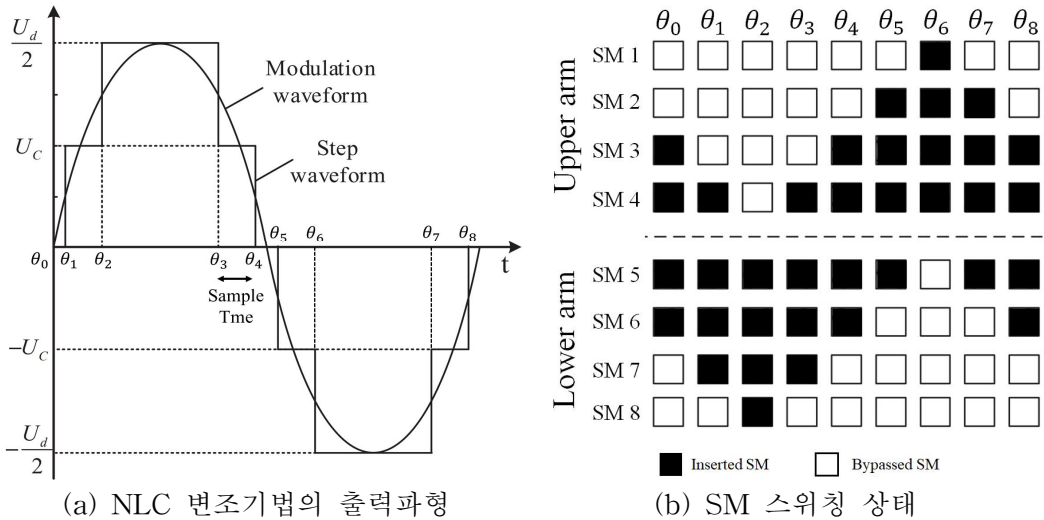 U_d/2
U_C
−U_C
−U_d/2
Modulation
waveform
Step
waveform
θ₀ θ₁ θ₂ θ₃ θ₄ θ₅ θ₆ θ₇ θ₈
t
Sample
Tme
(a) NLC 변조기법의 출력파형
θ₀ θ₁ θ₂ θ₃ θ₄ θ₅ θ₆ θ₇ θ₈
Upper arm
SM 1
SM 2
SM 3
SM 4
Lower arm
SM 5
SM 6
SM 7
SM 8
Inserted SM
Bypassed SM
(b) SM 스위칭 상태